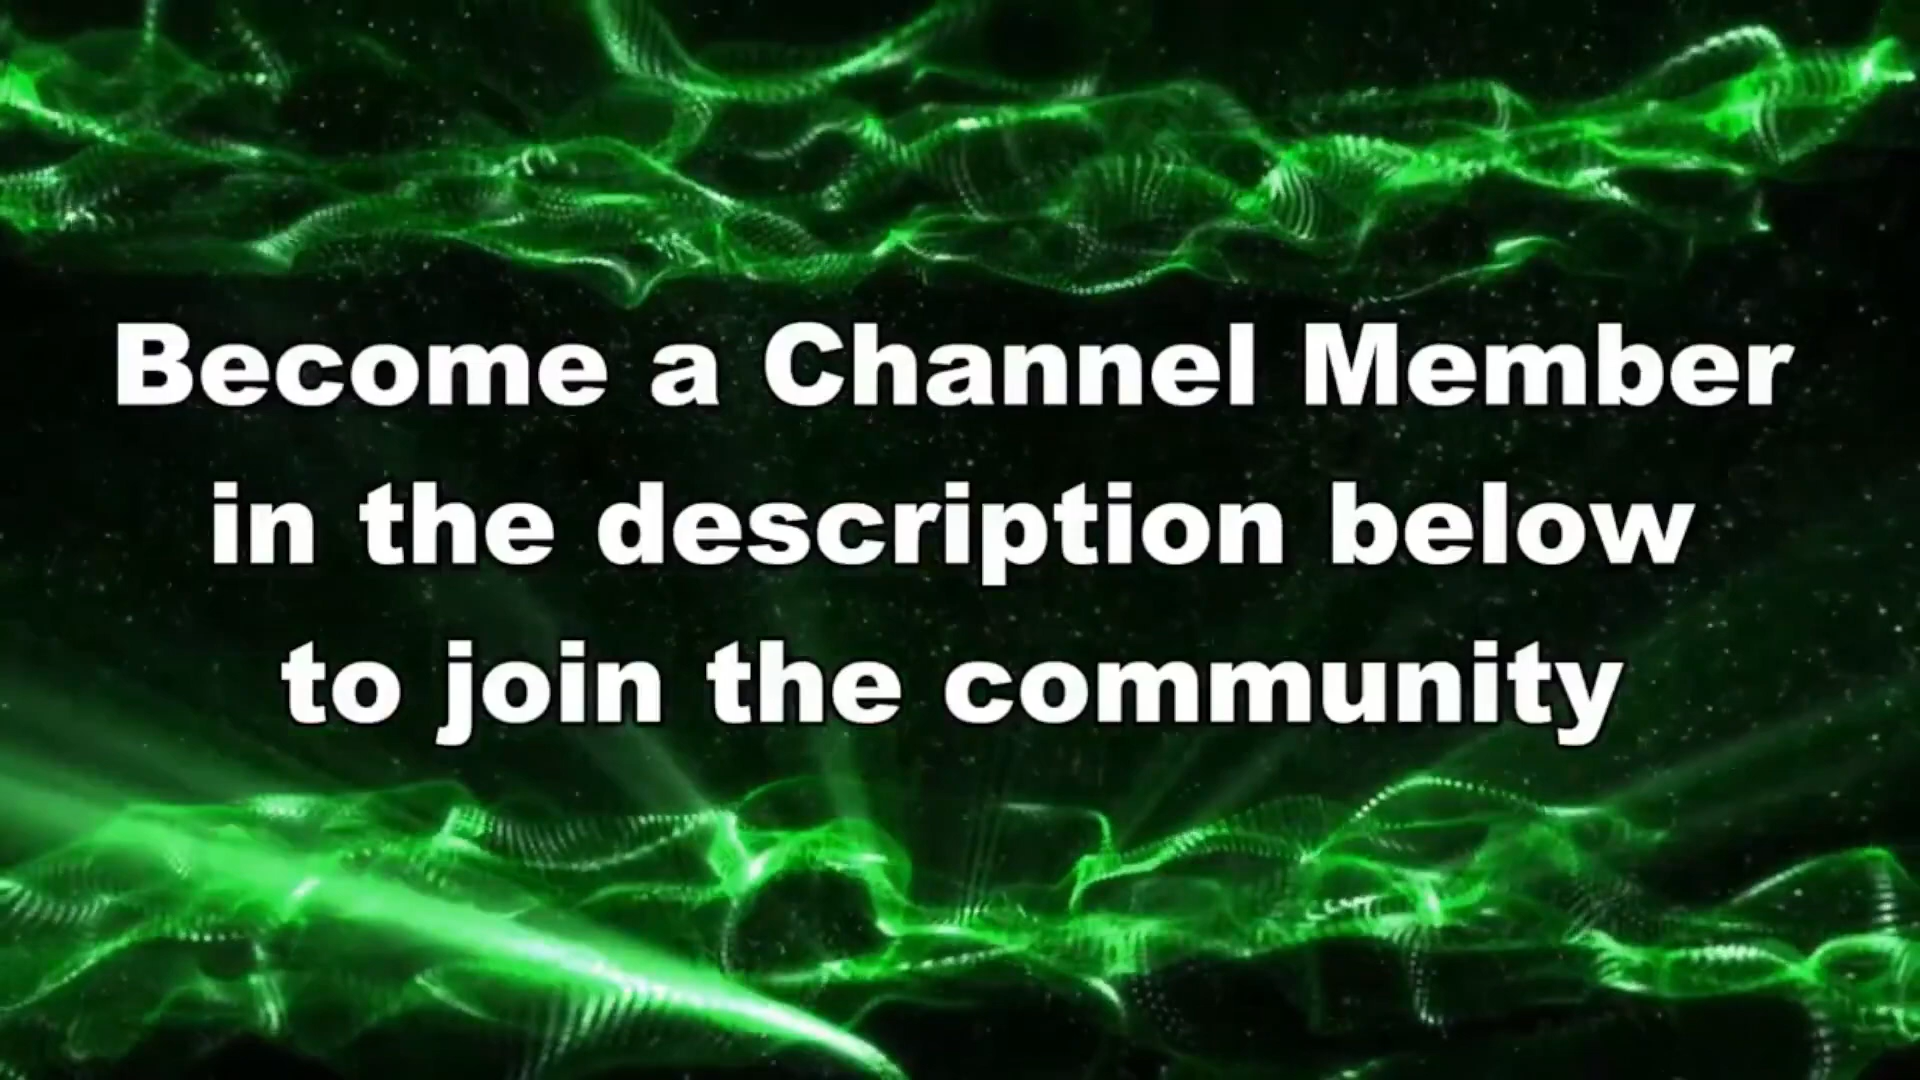 Become a Channel Member
in the description below
to join the community